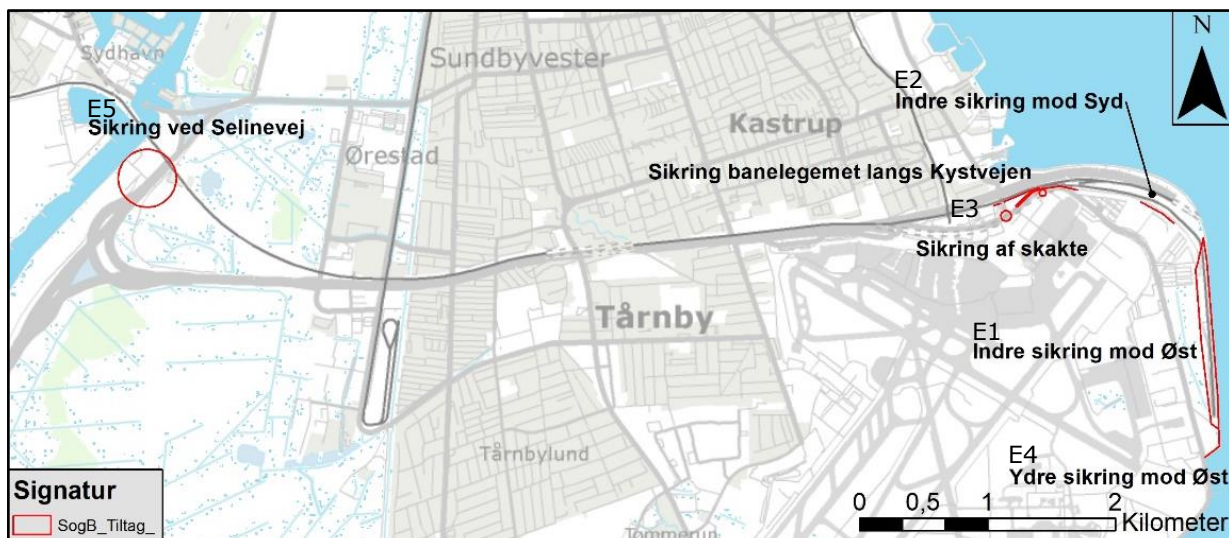 Sydhavn
E5
Sikring ved Selinevej
Sundbyvester
Ørestad
Kastrup
E2
Indre sikring mod Syd
N
Sikring banelegemet langs Kystvejen
E3
Sikring af skakte
Tårnby
E1
Indre sikring mod Øst
Tårnbylund
E4
Ydre sikring mod Øst
Tømmerup
Signatur
SogB_Tiltag_
0 0,5 1 2
Kilometer